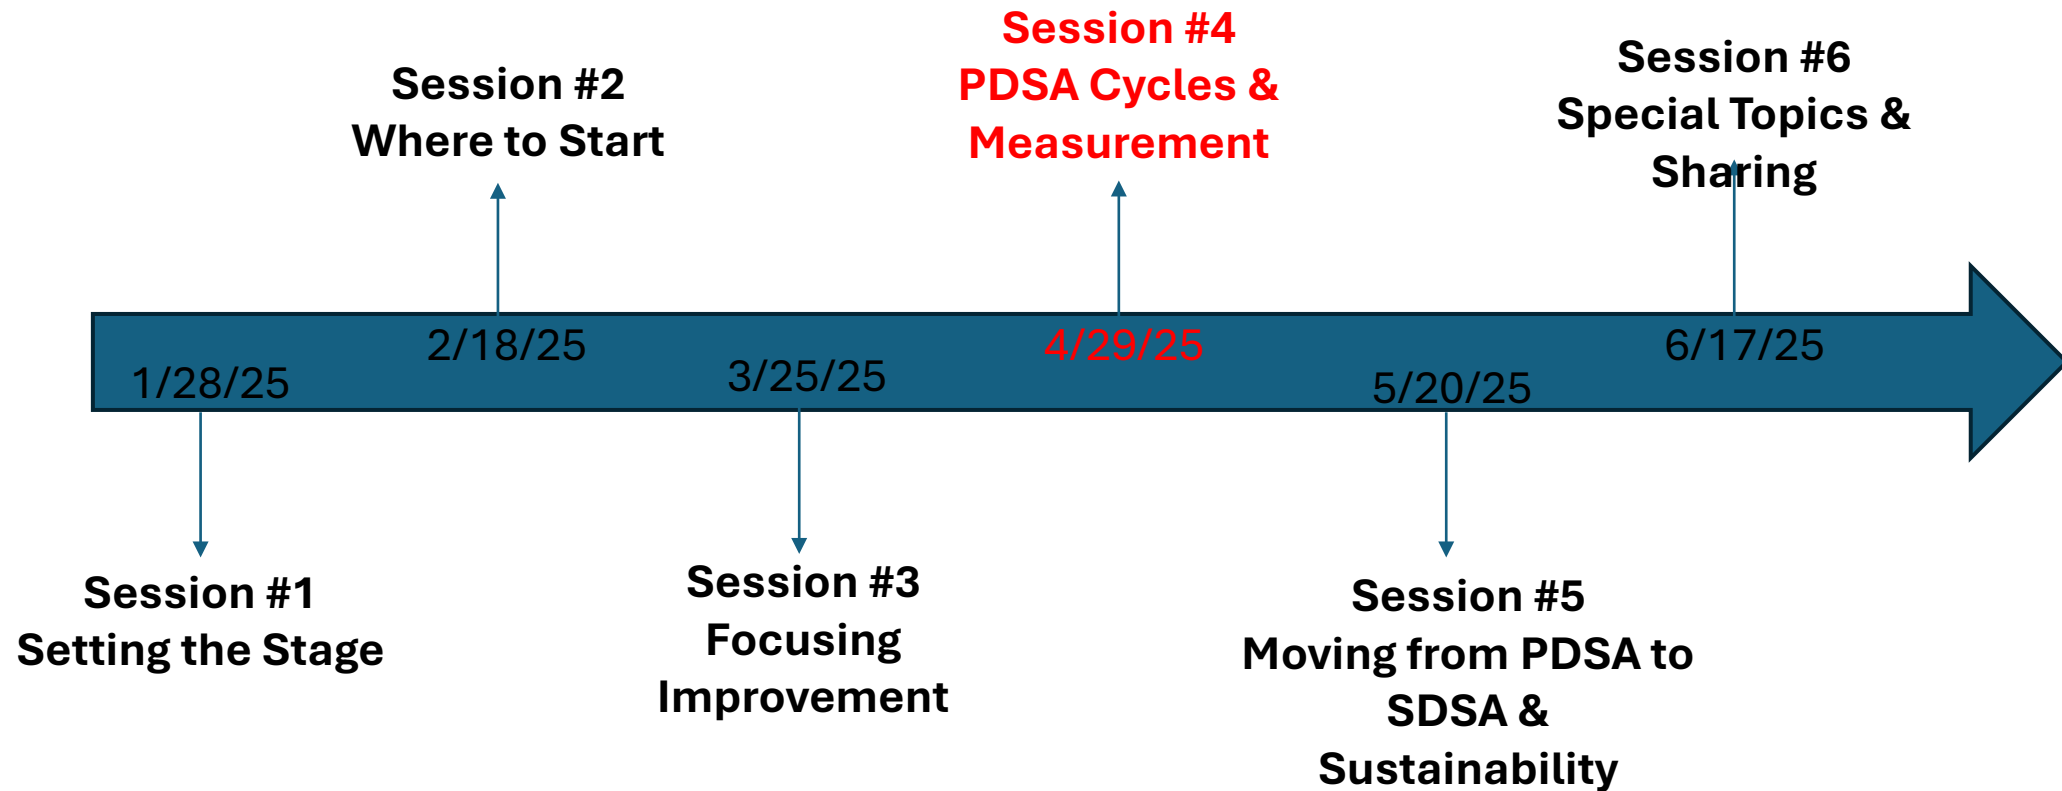 Session #4
PDSA Cycles &
Measurement
Session #6
Special Topics &
Sharing
Session #2
Where to Start
1/28/25
2/18/25
3/25/25
4/29/25
5/20/25
6/17/25
Session #1
Setting the Stage
Session #3
Focusing
Improvement
Session #5
Moving from PDSA to
SDSA &
Sustainability